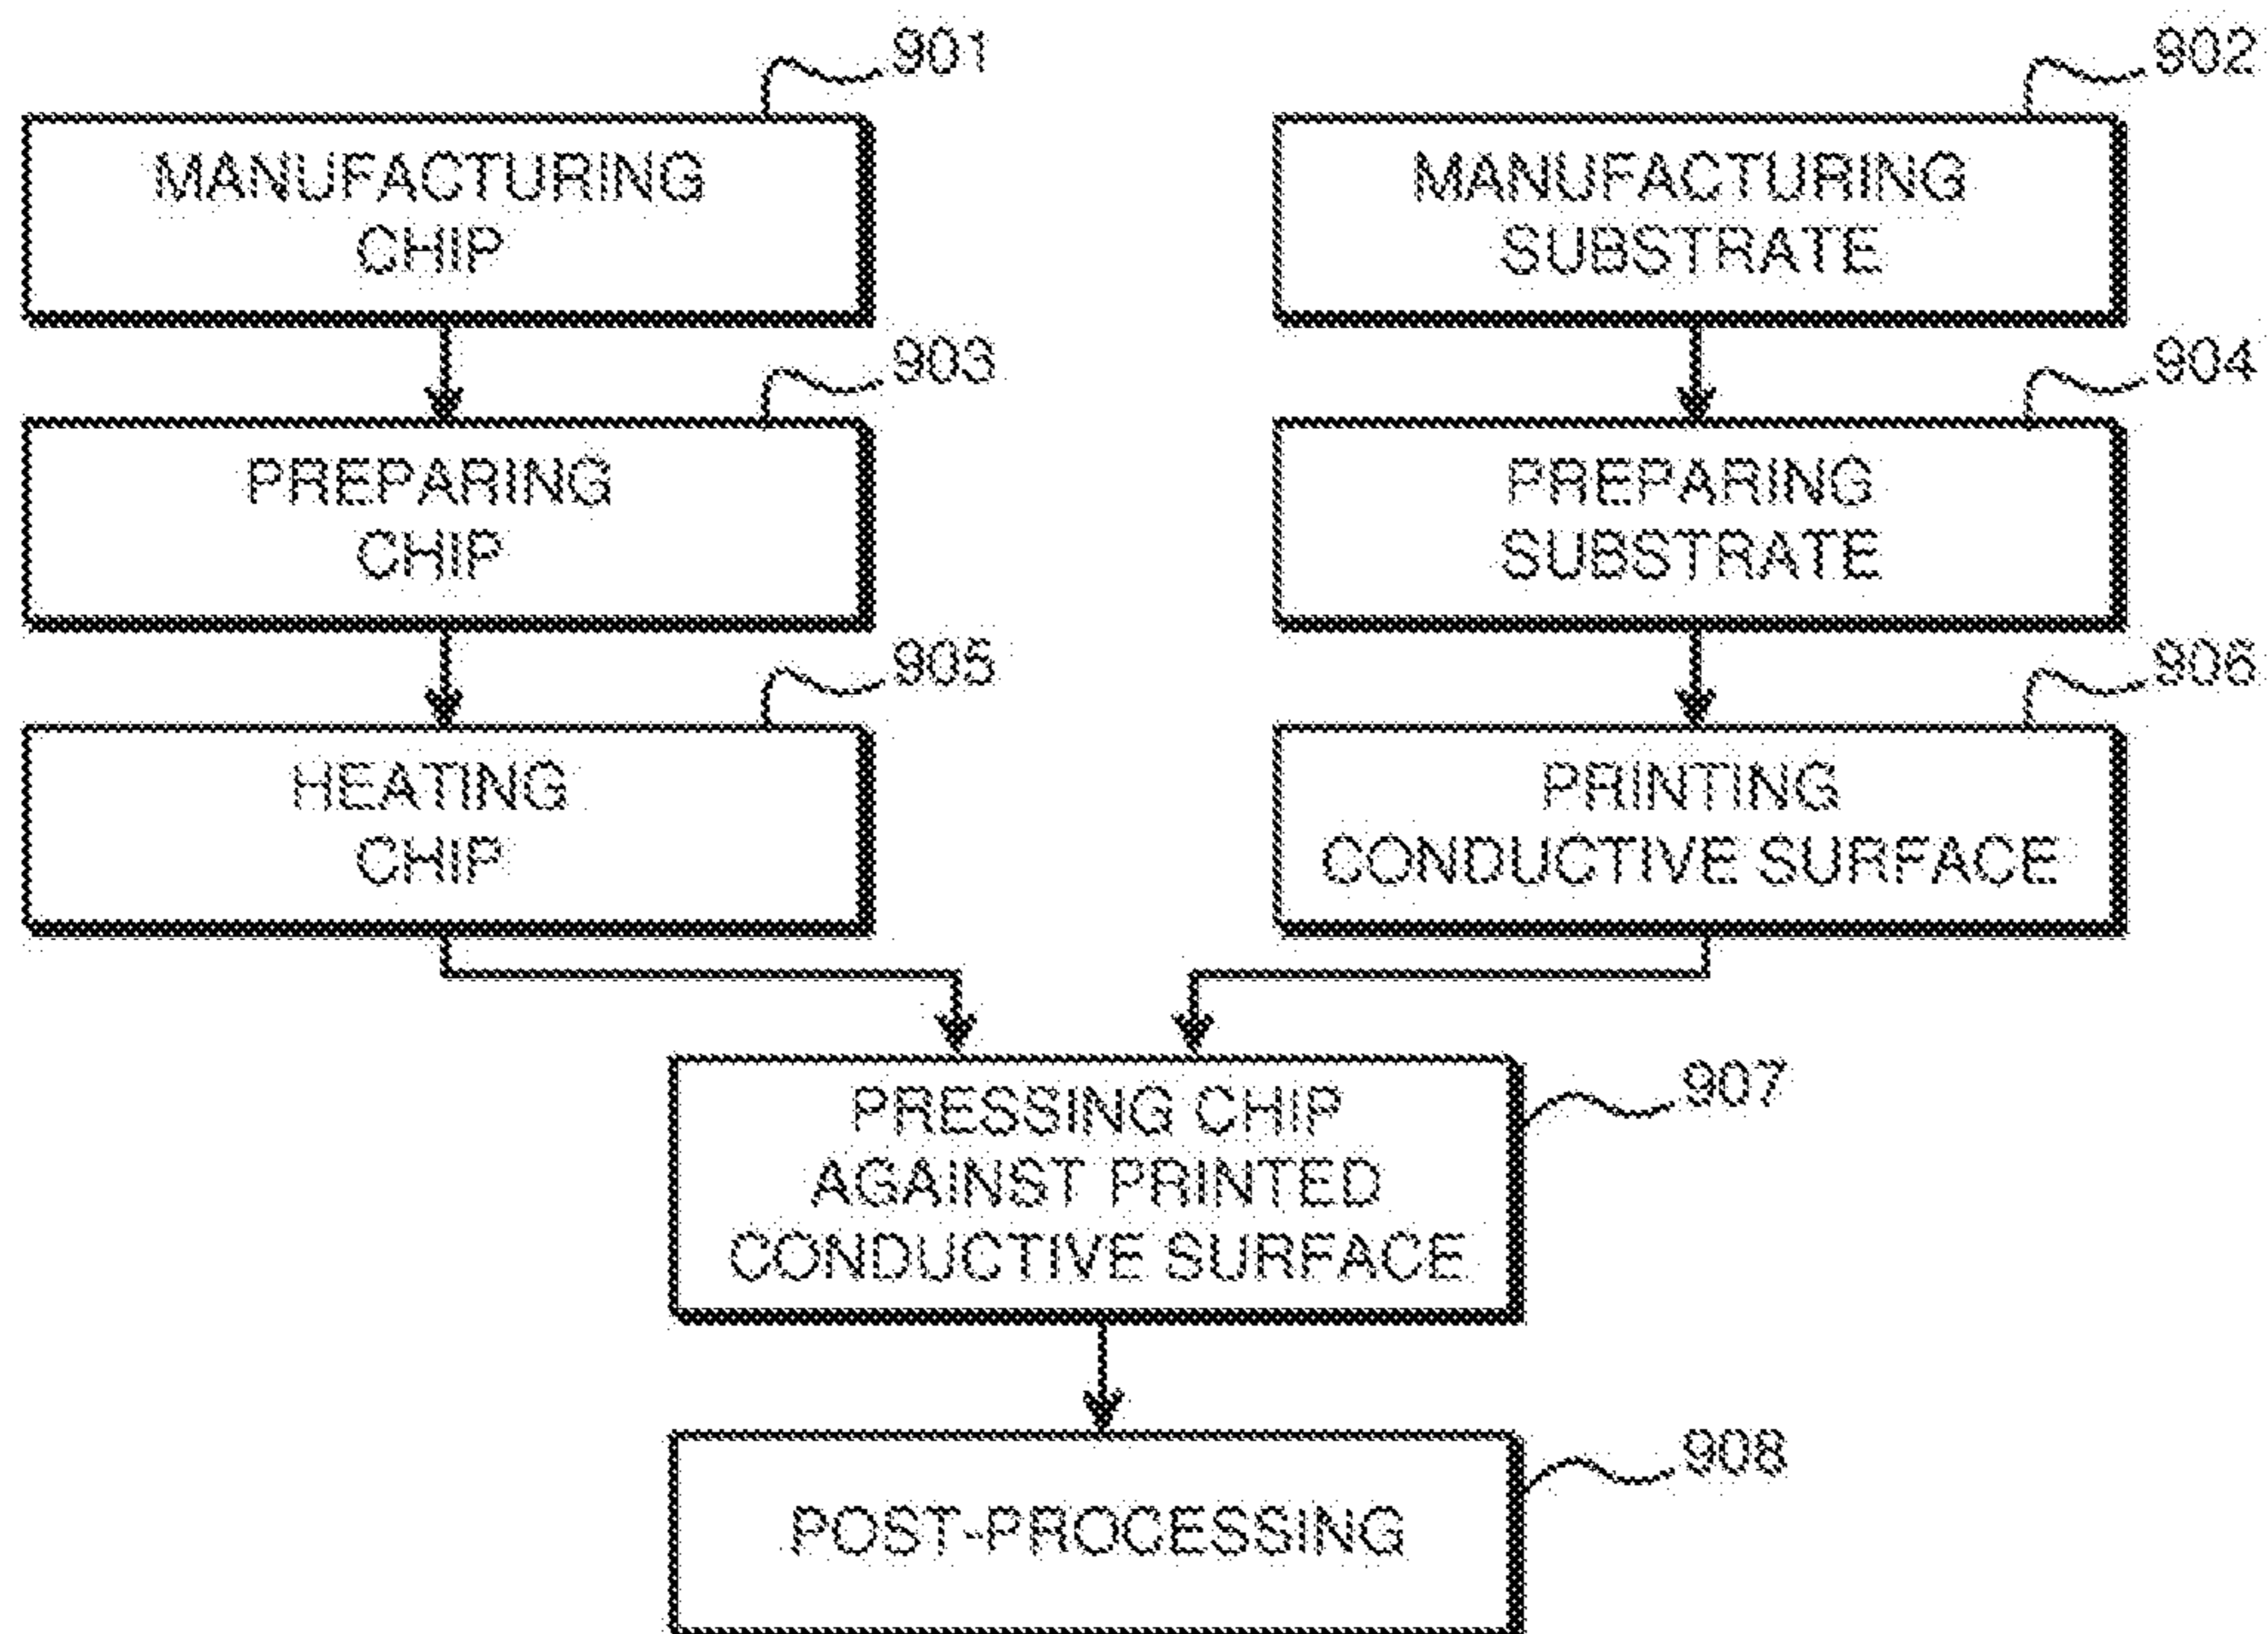 901
902
MANUFACTURING
CHIP
MANUFACTURING
SUBSTRATE
903
904
PREPARING
CHIP
PREPARING
SUBSTRATE
905
906
HEATING
CHIP
PRINTING
CONDUCTIVE SURFACE
907
PRESSING CHIP
AGAINST PRINTED
CONDUCTIVE SURFACE
908
POST-PROCESSING